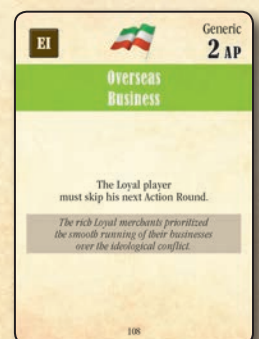 EI
Generic
2 AP
Overseas
Business
The Loyal player
must skip his next Action Round.
The rich Loyal merchants prioritized
the smooth running of their businesses
over the ideological conflict.
108